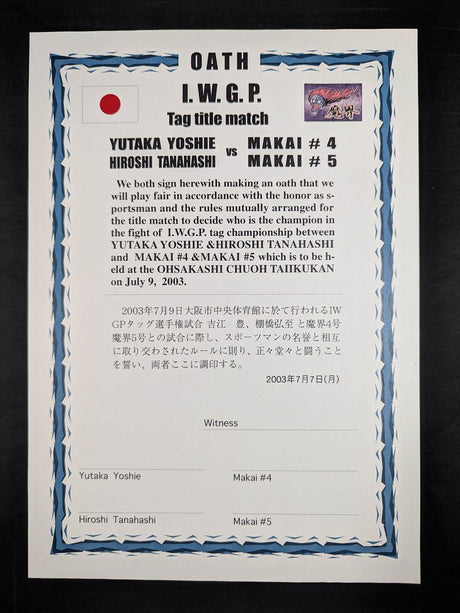 OATH
I.W.G.P.
Tag title match
魔界
YUTAKA YOSHIE vs MAKAI # 4
HIROSHI TANAHASHI MAKAI # 5
We both sign herewith making an oath that we
will play fair in accordance with the honor as s-
portsman and the rules mutually arranged for
the title match to decide who is the champion in
the fight of I.W.G.P. tag championship between
YUTAKA YOSHIE &HIROSHI TANAHASHI
and MAKAI #4 &MAKAI #5 which is to be h-
eld at the OHSAKASHI CHUOH TAIIKUKAN
on July 9, 2003.
2003年7月9日大阪市中央体育館に於て行われるIW
GPタッグ選手権試合 吉江 豊、棚橋弘至 と魔界4号
魔界5号との試合に際し、スポーツマンの名誉と相互
に取り交わされたルールに則り、正々堂々と闘うこと
を誓い、両者ここに調印する。
2003年7月7日(月)
Witness
Yutaka Yoshie Makai #4
Hiroshi Tanahashi Makai #5